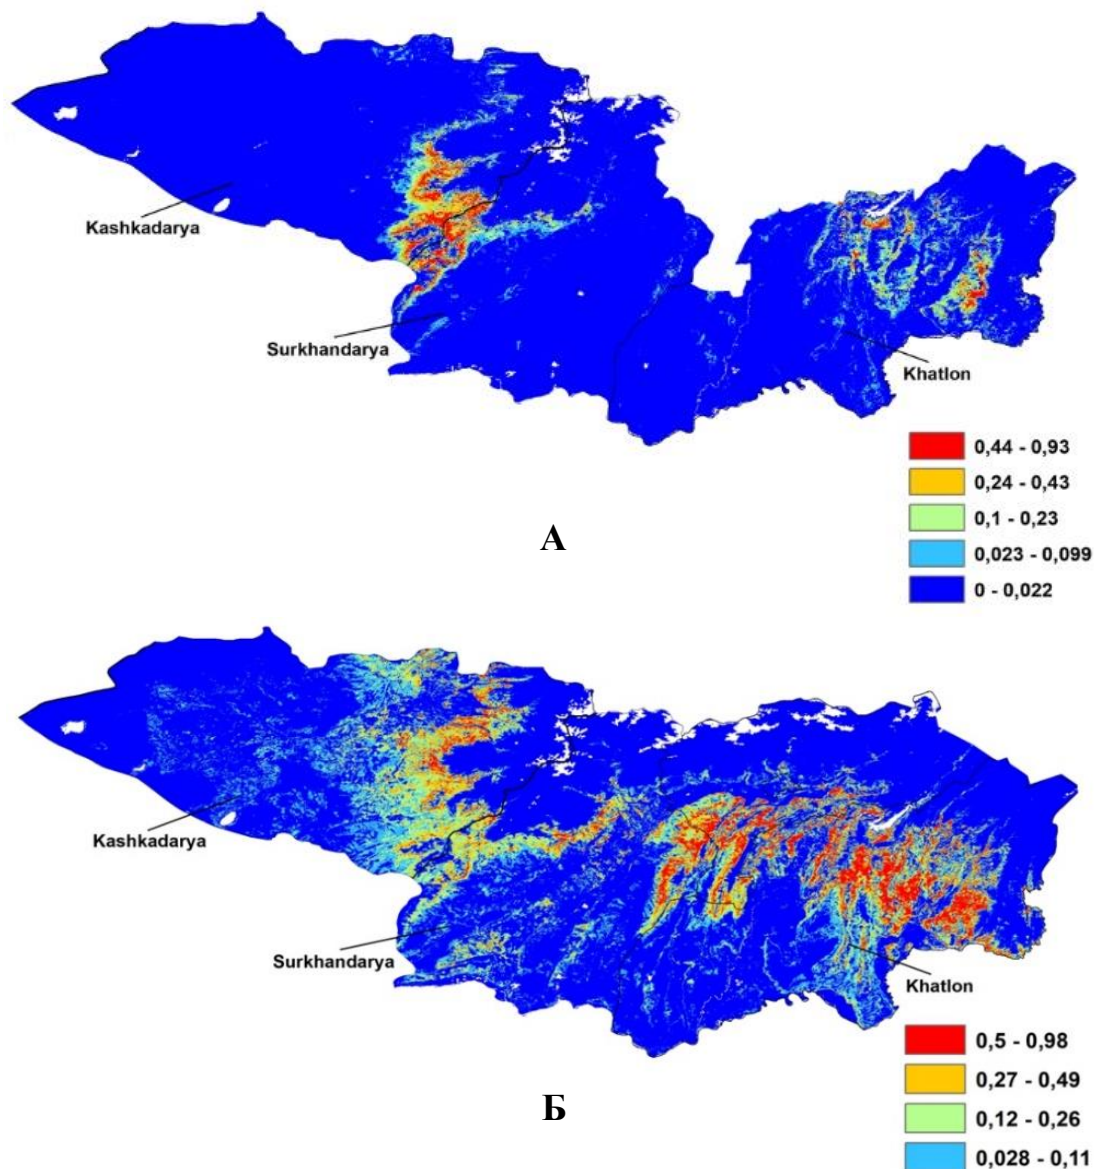 Kashkadarya
Surkhandarya
Khatlon
0,44 - 0,93
0,24 - 0,43
0,1 - 0,23
0,023 - 0,099
0 - 0,022
А
Kashkadarya
Surkhandarya
Khatlon
0,5 - 0,98
0,27 - 0,49
0,12 - 0,26
0,028 - 0,11
Б